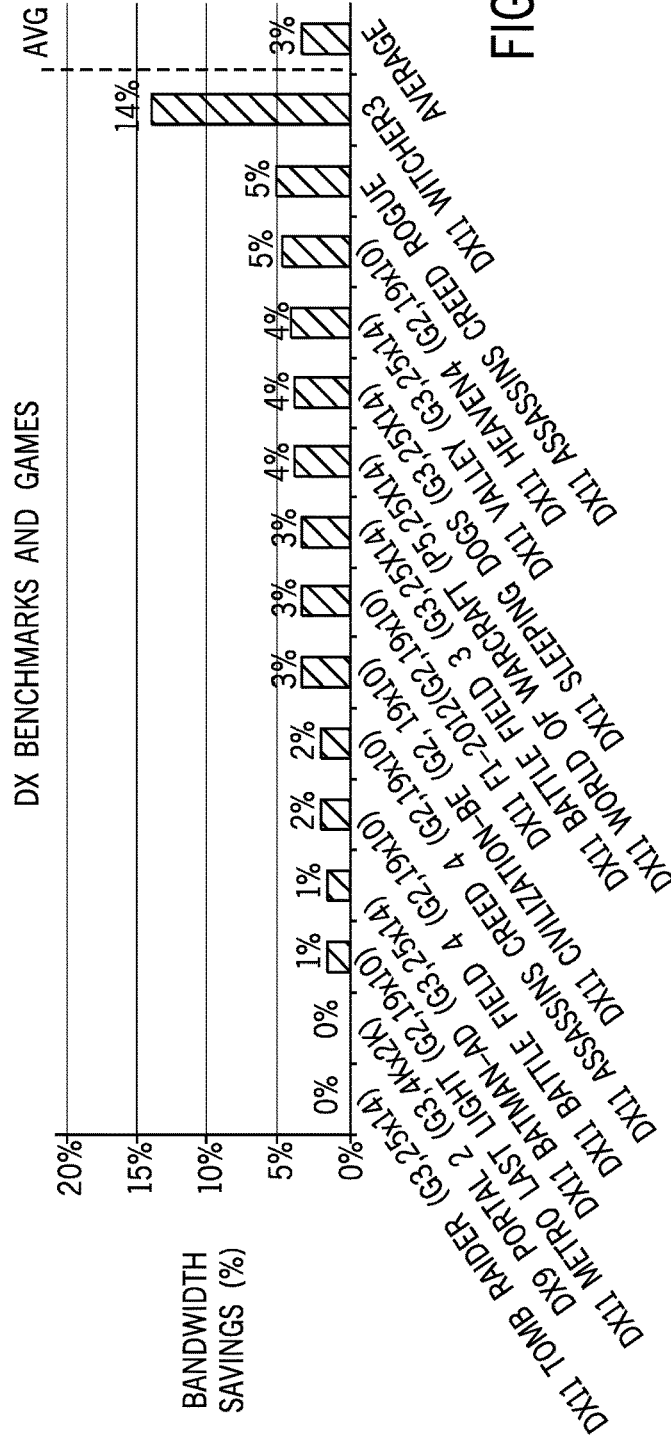 DX BENCHMARKS AND GAMES
AVG
BANDWIDTH
SAVINGS (%)
20%
15%
10%
5%
0%
0%
0%
1%
1%
2%
2%
3%
3%
3%
4%
4%
4%
5%
5%
14%
3%
DX11 TOMB RAIDER (G3,25x14)
DX9 PORTAL 2 (G3,4Kx2K)
DX11 METRO LAST LIGHT (G2,19x10)
DX11 BATMAN-AD (G3,25x14)
DX11 BATTLE FIELD 4 (G2,19x10)
DX11 ASSASSINS CREED 4 (G2,19x10)
DX11 CIVILIZATION-BE (G2, 19x10)
DX11 F1-2012(G2,19x10)
DX11 BATTLE FIELD 3 (G3,25X14)
DX11 WORLD OF WARCRAFT (P5,25X14)
DX11 SLEEPING DOGS (G3,25X14)
DX11 VALLEY (G3,25x14)
DX11 HEAVEN4 (G2,19x10)
DX11 ASSASSINS CREED ROGUE
DX11 WITCHER3
AVERAGE
FIG